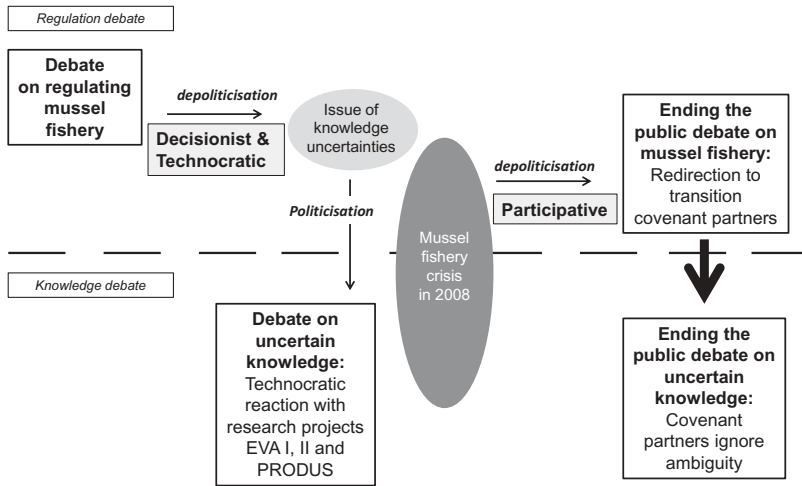 Regulation debate
Debate
on regulating
mussel
fishery
depoliticisation
Decisionist &
Technocratic
Issue of
knowledge
uncertainties
Politicisation
Mussel
fishery
crisis
in 2008
depoliticisation
Participative
Ending the
public debate on
mussel fishery:
Redirection to
transition
covenant partners
Knowledge debate
Debate on
uncertain
knowledge:
Technocratic
reaction with
research projects
EVA I, II and
PRODUS
Ending the
public debate on
uncertain
knowledge:
Covenant
partners ignore
ambiguity